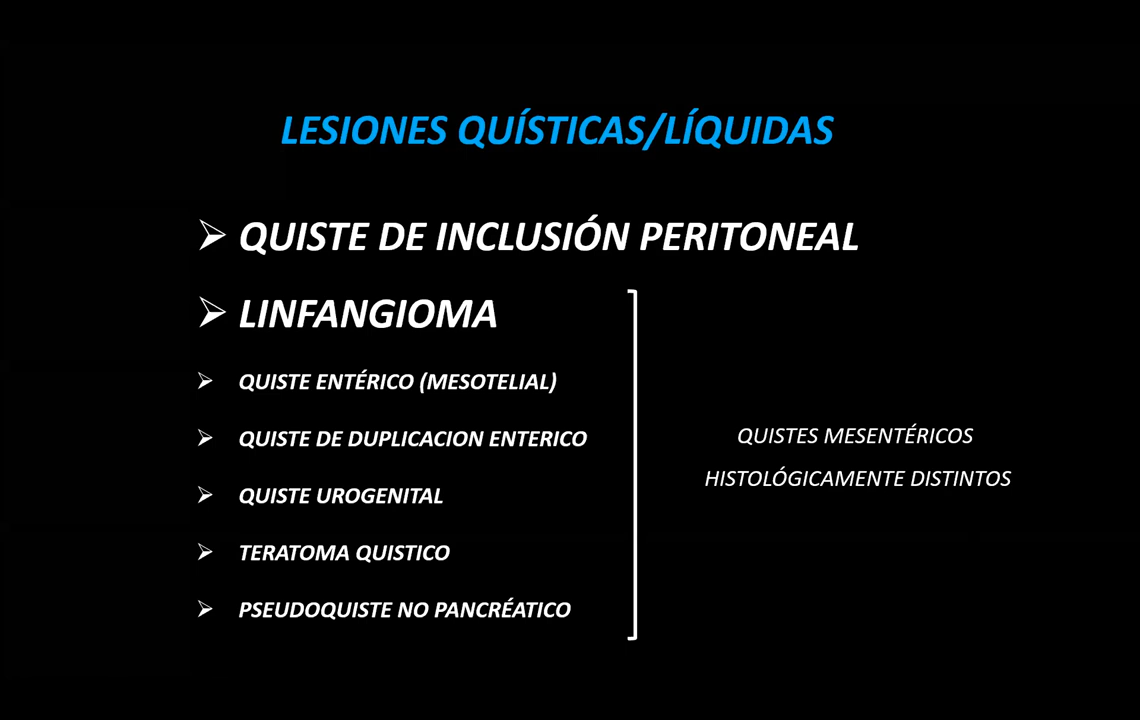 LESIONES QUÍSTICAS/LÍQUIDAS
QUISTE DE INCLUSIÓN PERITONEAL
LINFANGIOMA
QUISTE ENTÉRICO (MESOTELIAL)
QUISTE DE DUPLICACION ENTERICO
QUISTE UROGENITAL
TERATOMA QUISTICO
PSEUDOQUISTE NO PANCRÉATICO
QUISTES MESENTÉRICOS
HISTOLÓGICAMENTE DISTINTOS